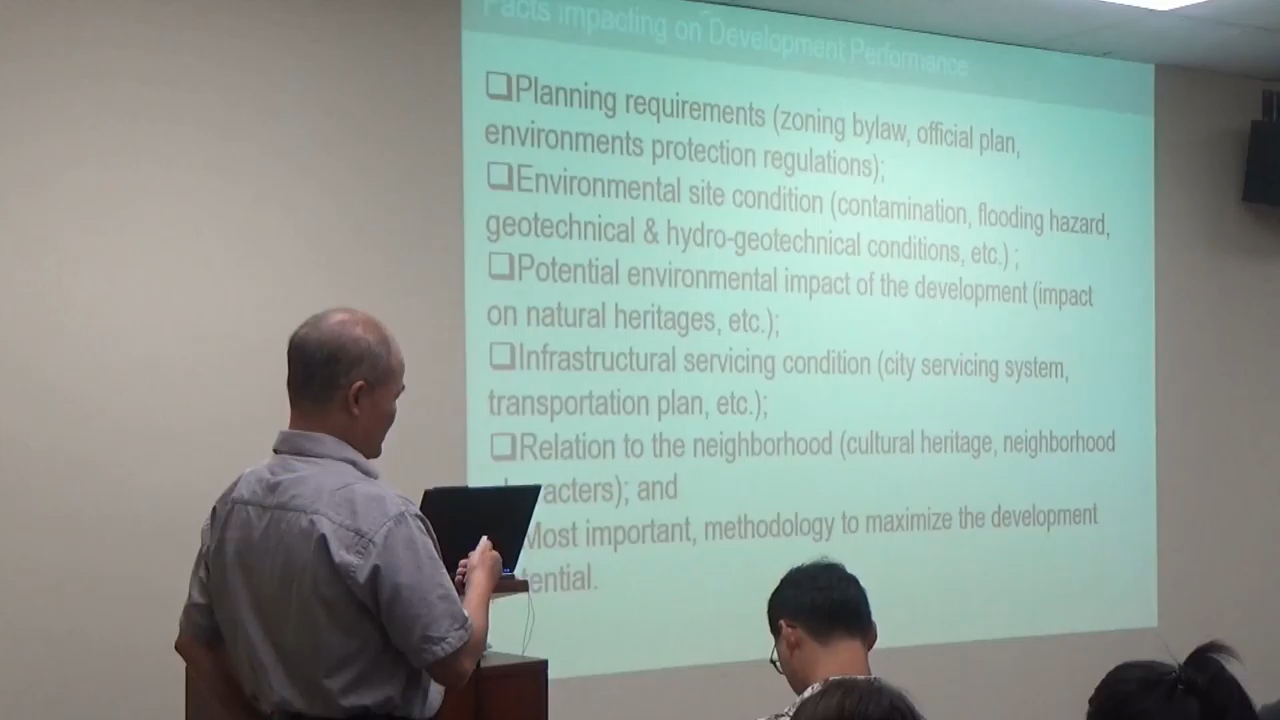 Facts Impacting on Development Performance
❑Planning requirements (zoning bylaw, official plan,
environments protection regulations);
❑Environmental site condition (contamination, flooding hazard,
geotechnical & hydro-geotechnical conditions, etc.) ;
❑Potential environmental impact of the development (impact
on natural heritages, etc.);
❑Infrastructural servicing condition (city servicing system,
transportation plan, etc.);
❑Relation to the neighborhood (cultural heritage, neighborhood
acters); and
Most important, methodology to maximize the development
tential.